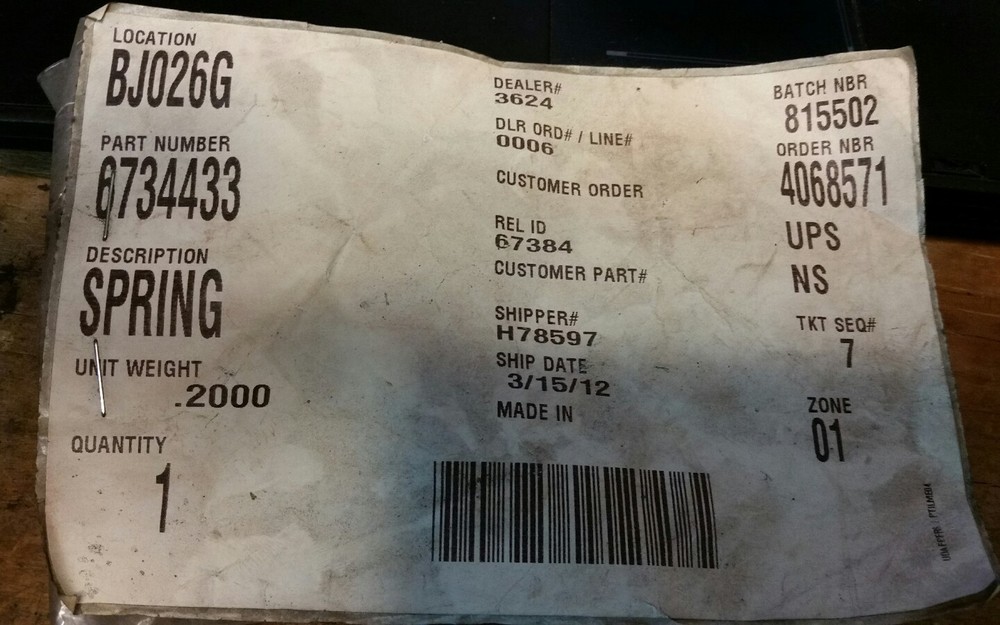 LOCATION
BJ026G
PART NUMBER
6734433
DESCRIPTION
SPRING
UNIT WEIGHT
.2000
QUANTITY
1
DEALER#
3624
DLR ORD# / LINE#
0006
CUSTOMER ORDER
REL ID
67384
CUSTOMER PART#
SHIPPER#
H78597
SHIP DATE
3/15/12
MADE IN
BATCH NBR
815502
ORDER NBR
4068571
UPS
NS
TKT SEQ#
7
ZONE
01